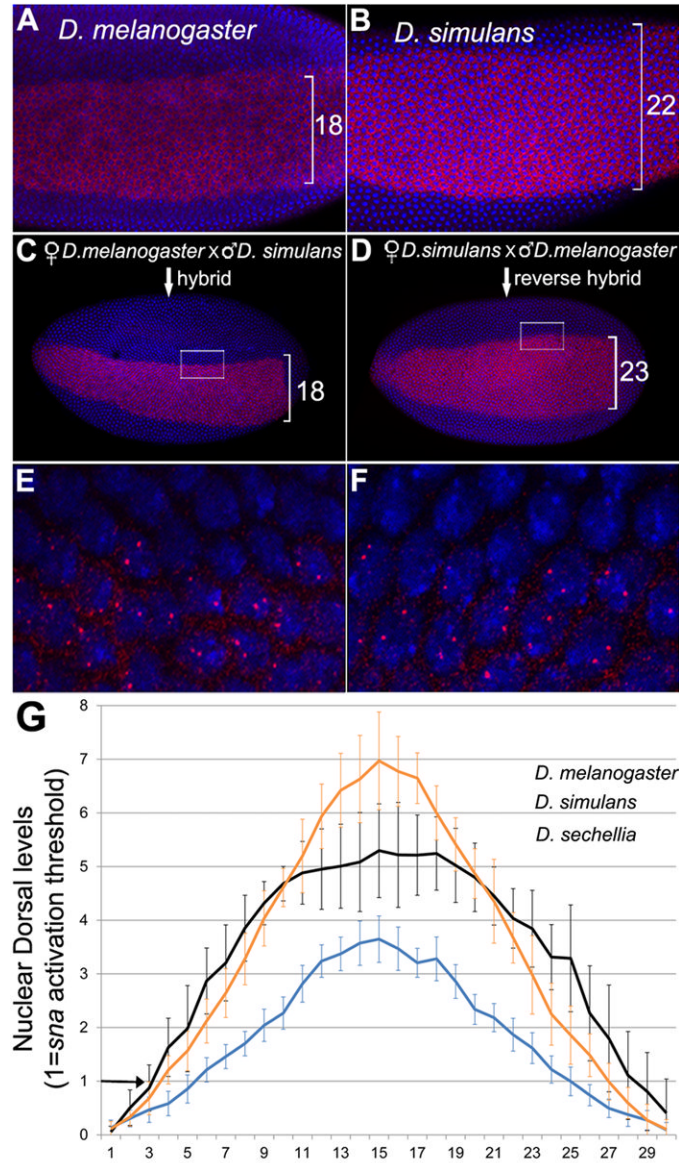 A D. melanogaster
18
B D. simulans
22
C ♀ D.melanogaster x ♂ D. simulans
hybrid
18
D ♀ D.simulans x ♂ D.melanogaster
reverse hybrid
23
E
F
G
Nuclear Dorsal levels
(1=sna activation threshold)
8
7
6
5
4
3
2
1
0
D. melanogaster
D. simulans
D. sechellia
1 3 5 7 9 11 13 15 17 19 21 23 25 27 29